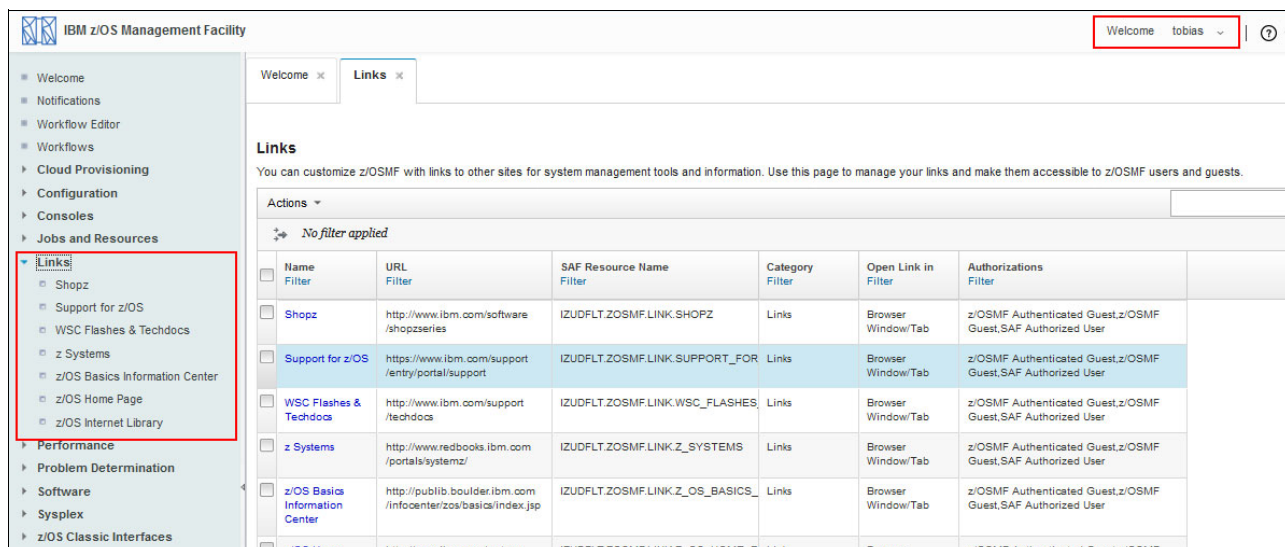 IBM z/OS Management Facility
Welcome tobias
Welcome
Notifications
Workflow Editor
Workflows
Cloud Provisioning
Configuration
Consoles
Jobs and Resources
Links
Shopz
Support for z/OS
WSC Flashes & Techdocs
z Systems
z/OS Basics Information Center
z/OS Home Page
z/OS Internet Library
Performance
Problem Determination
Software
Sysplex
z/OS Classic Interfaces
Welcome
Links
Links
You can customize z/OSMF with links to other sites for system management tools and information. Use this page to manage your links and make them accessible to z/OSMF users and guests.
Actions
No filter applied
Name URL SAF Resource Name Category Open Link in Authorizations
Filter Filter Filter Filter Filter Filter
Shopz http://www.ibm.com/software IZUDFLT.ZOSMF.LINK.SHOPZ Links Browser z/OSMF Authenticated Guest,z/OSMF
/shopzseries Window/Tab Guest,SAF Authorized User
Support for z/OS https://www.ibm.com/support IZUDFLT.ZOSMF.LINK.SUPPORT_FOR Links Browser z/OSMF Authenticated Guest,z/OSMF
/entry/portal/support Window/Tab Guest,SAF Authorized User
WSC Flashes & http://www.ibm.com/support IZUDFLT.ZOSMF.LINK.WSC_FLASHES_ Links Browser z/OSMF Authenticated Guest,z/OSMF
Techdocs /techdocs Window/Tab Guest,SAF Authorized User
z Systems http://www.redbooks.ibm.com IZUDFLT.ZOSMF.LINK.Z_SYSTEMS Links Browser z/OSMF Authenticated Guest,z/OSMF
/portals/systemz/ Window/Tab Guest,SAF Authorized User
z/OS Basics http://publib.boulder.ibm.com IZUDFLT.ZOSMF.LINK.Z_OS_BASICS_ Links Browser z/OSMF Authenticated Guest,z/OSMF
Information /infocenter/zos/basics/index.jsp Window/Tab Guest,SAF Authorized User
Center